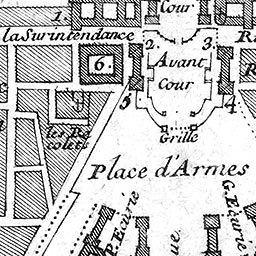 Cour
1.
la Surintendance
2.
3.
R
Avant
Cour
6.
R
5
4
les Re
colets
Grille
Place d'Armes
P. Ecurie
G. Ecurie
ue.